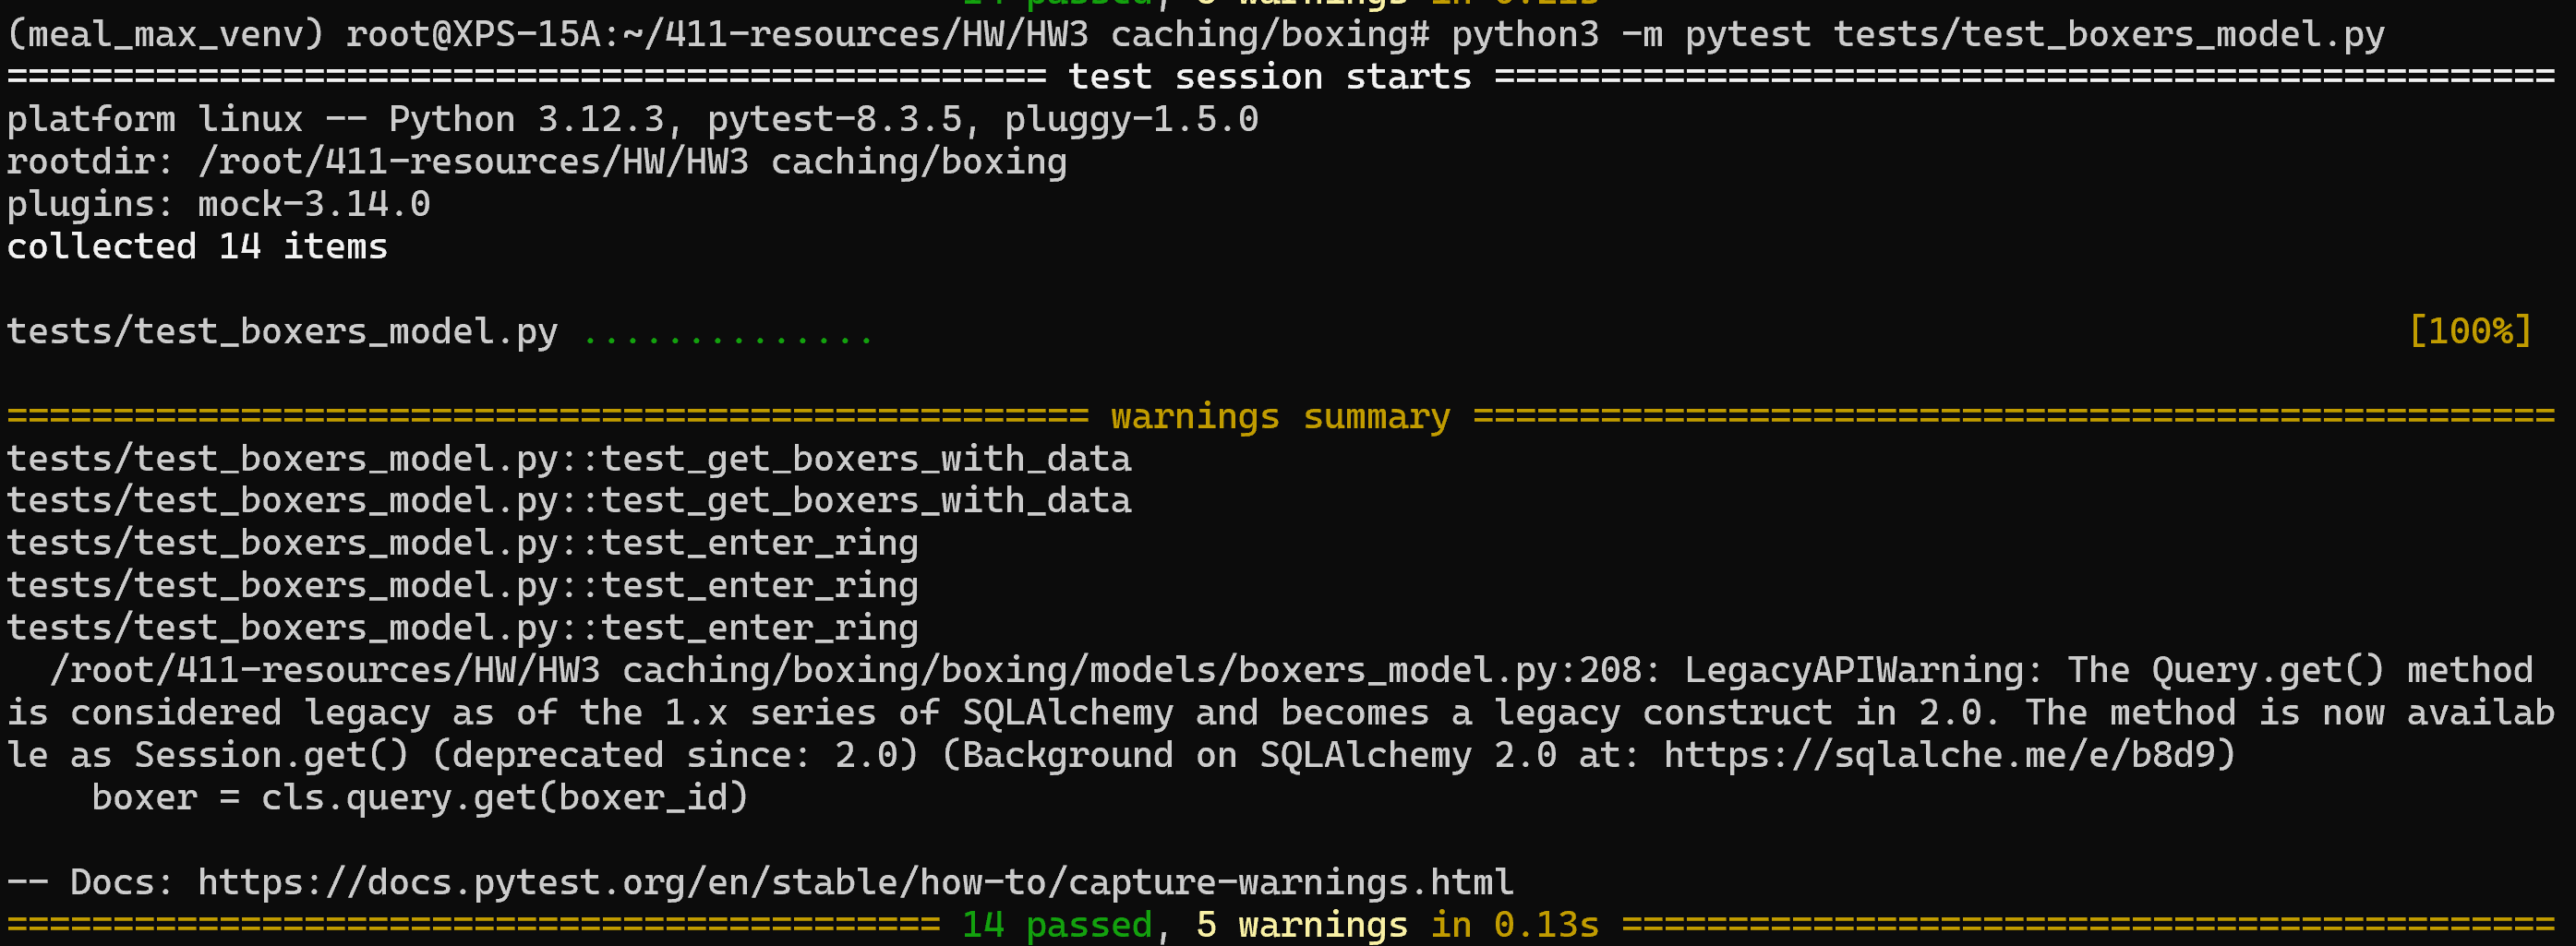 14 passed, warnings in
(meal_max_venv) root@XPS-15A:~/411-resources/HW/HW3 caching/boxing# python3 -m pytest tests/test_boxers_model.py
================================================= test session starts ==================================================
platform linux -- Python 3.12.3, pytest-8.3.5, pluggy-1.5.0
rootdir: /root/411-resources/HW/HW3 caching/boxing
plugins: mock-3.14.0
collected 14 items
tests/test_boxers_model.py .............. [100%]
=================================================== warnings summary ===================================================
tests/test_boxers_model.py::test_get_boxers_with_data
tests/test_boxers_model.py::test_get_boxers_with_data
tests/test_boxers_model.py::test_enter_ring
tests/test_boxers_model.py::test_enter_ring
tests/test_boxers_model.py::test_enter_ring
/root/411-resources/HW/HW3 caching/boxing/boxing/models/boxers_model.py:208: LegacyAPIWarning: The Query.get() method
is considered legacy as of the 1.x series of SQLAlchemy and becomes a legacy construct in 2.0. The method is now availab
le as Session.get() (deprecated since: 2.0) (Background on SQLAlchemy 2.0 at: https://sqlalche.me/e/b8d9)
boxer = cls.query.get(boxer_id)
-- Docs: https://docs.pytest.org/en/stable/how-to/capture-warnings.html
============================================ 14 passed, 5 warnings in 0.13s ============================================